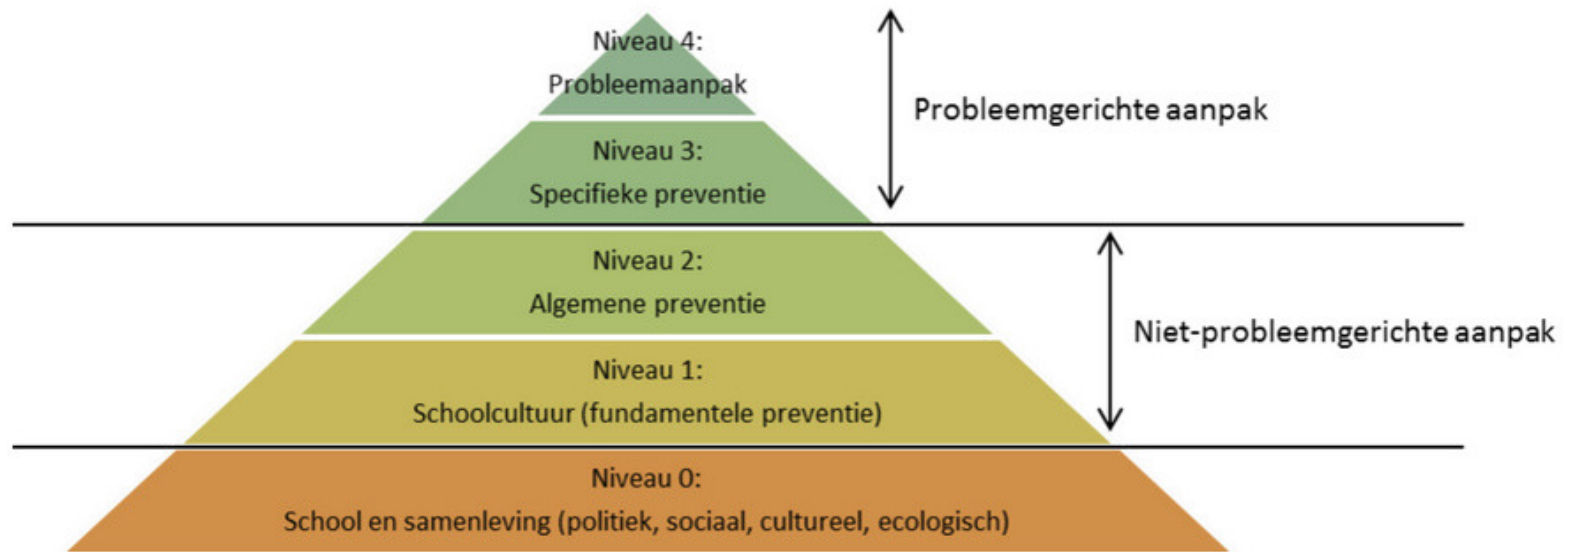 Niveau 4:
Probleemaanpak
Probleemgerichte aanpak
Niveau 3:
Specifieke preventie
Niveau 2:
Algemene preventie
Niet-probleemgerichte aanpak
Niveau 1:
Schoolcultuur (fundamentele preventie)
Niveau 0:
School en samenleving (politiek, sociaal, cultureel, ecologisch)